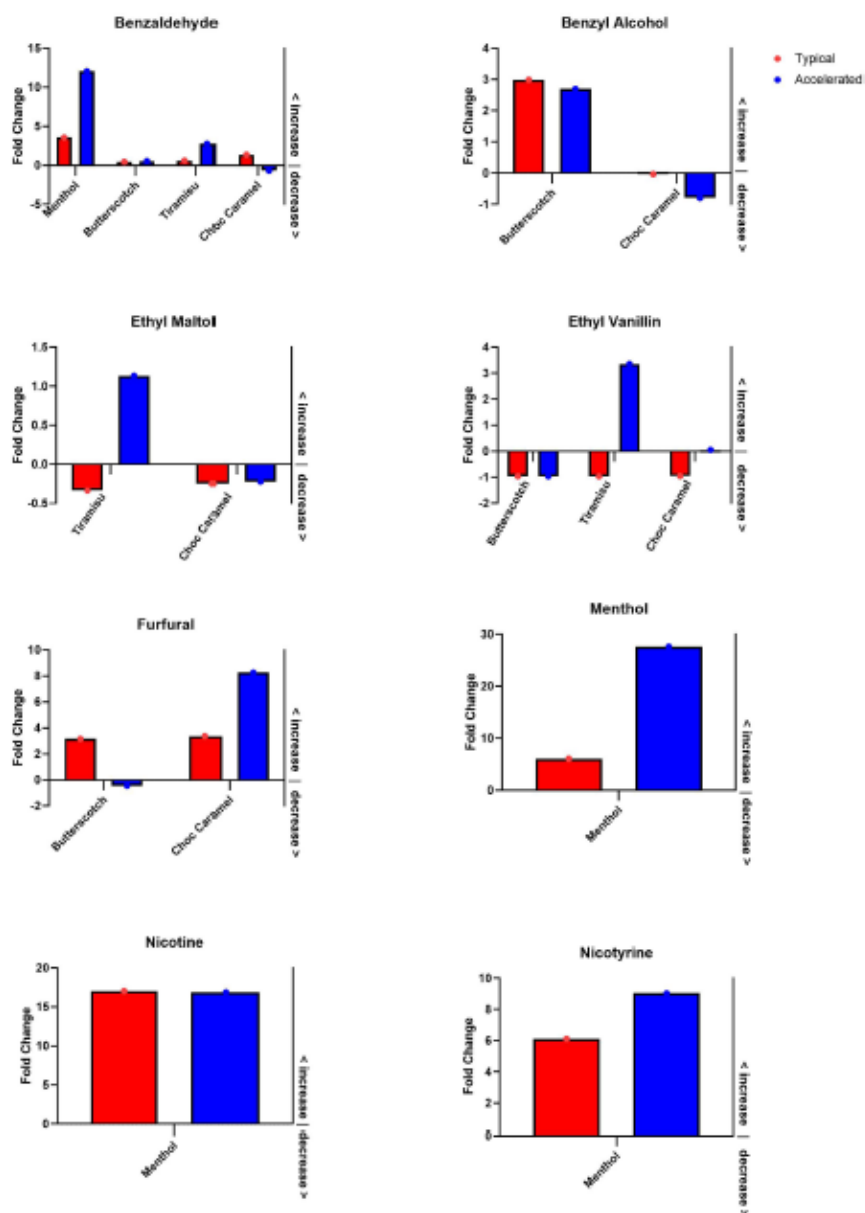 Benzaldehyde
Fold Change
15
10
5
0
-5
Menthol
Butterscotch
Tiramisu
Choc Caramel
< increase
decrease >
Benzyl Alcohol
Fold Change
4
3
2
1
0
-1
Butterscotch
Choc Caramel
< increase
decrease >
Typical
Accelerated
Ethyl Maltol
Fold Change
1.5
1.0
0.5
0.0
-0.5
Tiramisu
Choc Caramel
< increase
decrease >
Ethyl Vanillin
Fold Change
4
3
2
1
0
-1
-2
Butterscotch
Tiramisu
Choc Caramel
< increase
decrease >
Furfural
Fold Change
10
8
6
4
2
0
-2
Butterscotch
Choc Caramel
< increase
decrease >
Menthol
Fold Change
30
20
10
0
Menthol
< increase
decrease >
Nicotine
Fold Change
20
15
10
5
0
Menthol
< increase
decrease >
Nicotyrine
Fold Change
10
8
6
4
2
0
Menthol
< increase
decrease >